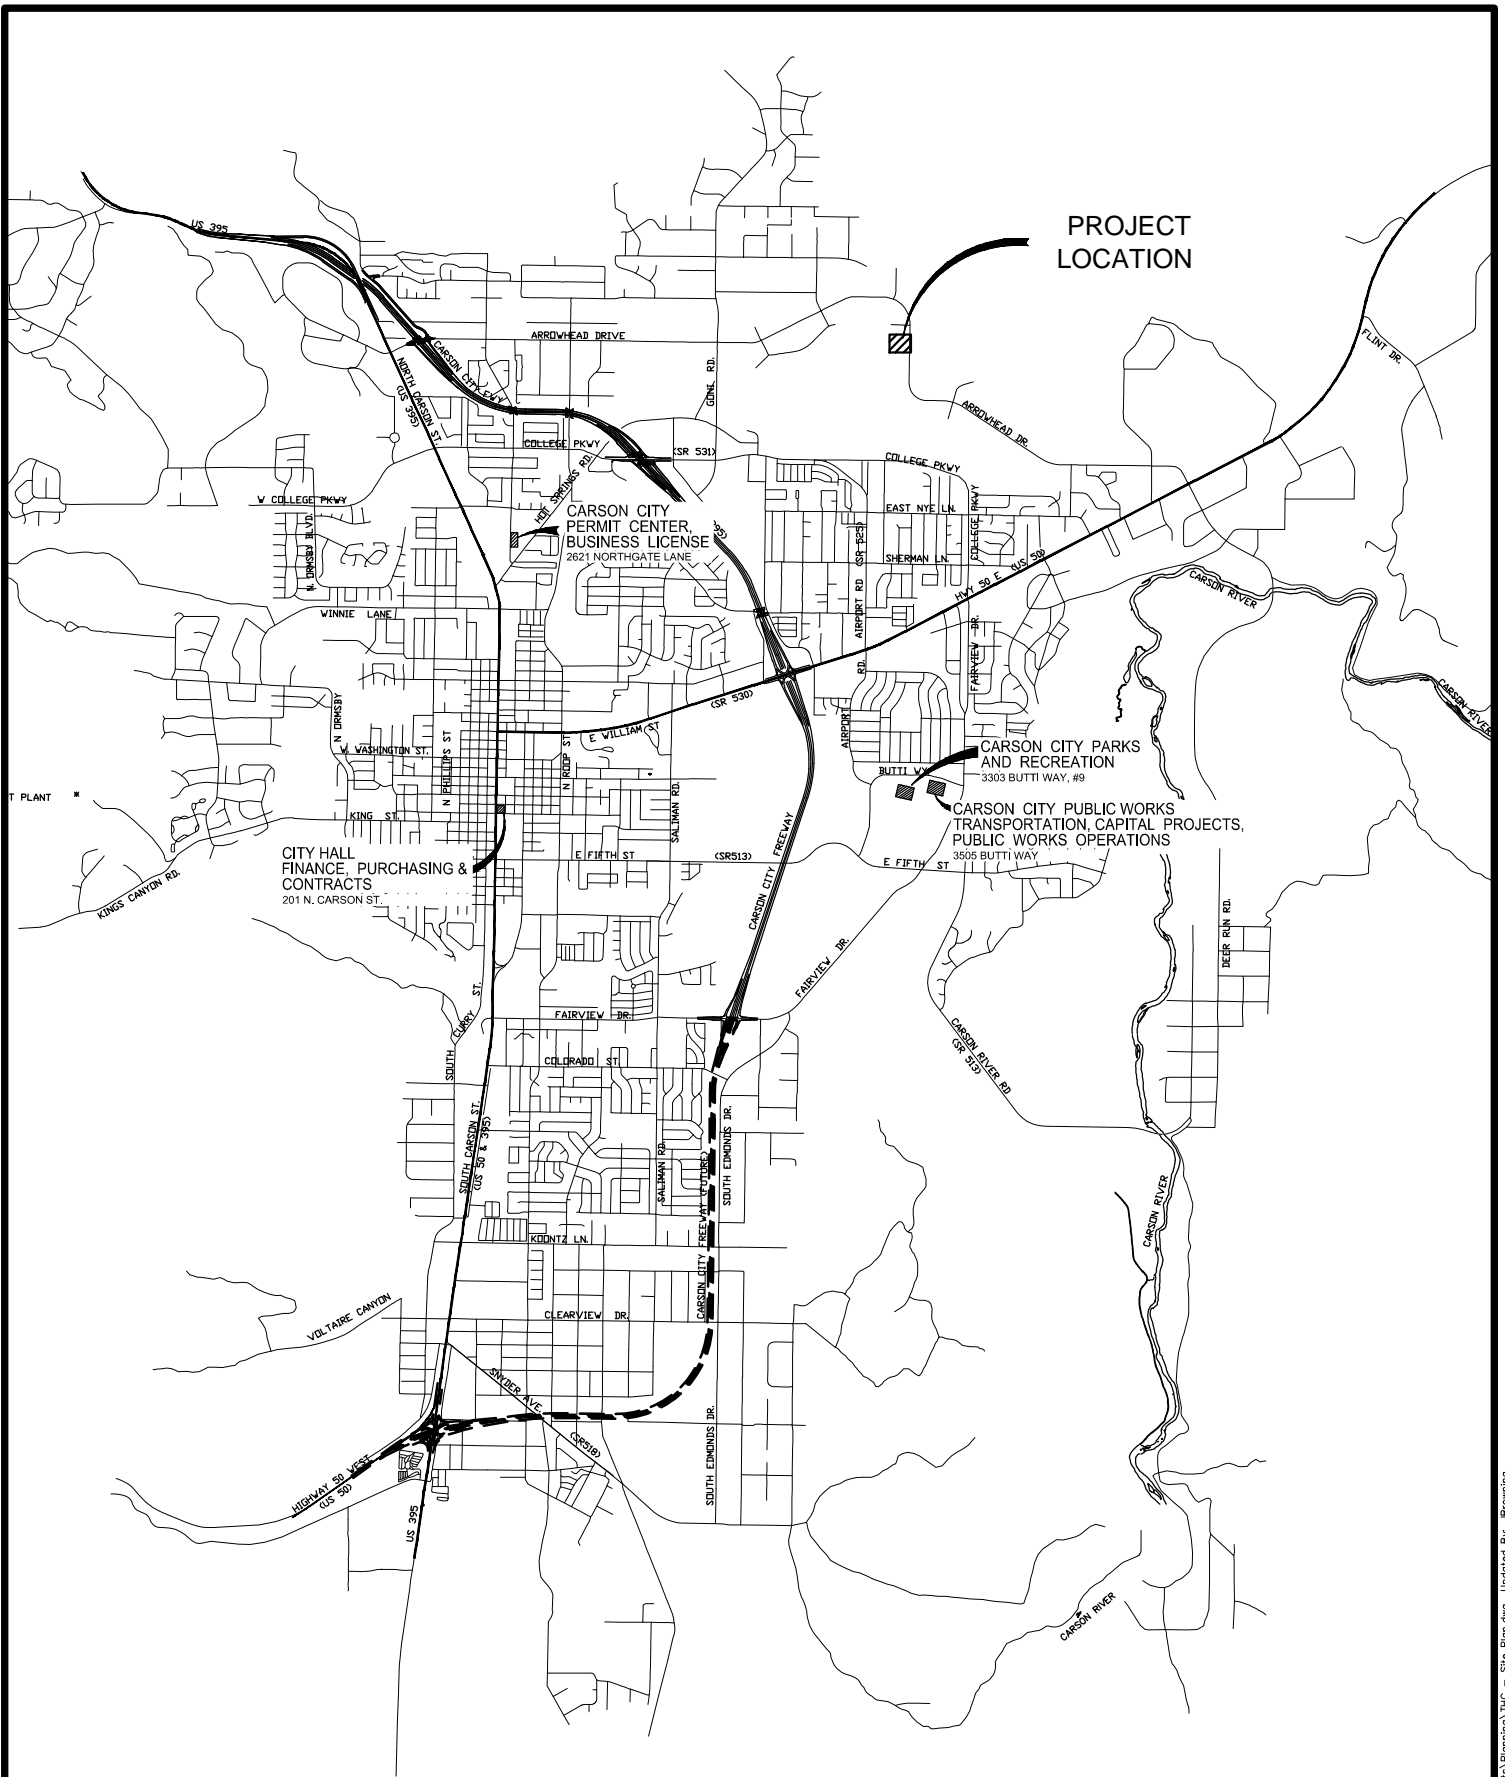 PROJECT
LOCATION
US 395
ARROWHEAD DRIVE
CARSON CITY FWY
NORTH CARSON ST.
(US 395)
GONI RD.
FLINT DR.
ARROWHEAD DR.
COLLEGE PKWY
(SR 531)
COLLEGE PKWY
HOT SPRINGS RD.
W COLLEGE PKWY
N. ORMSBY BLVD.
CARSON CITY
PERMIT CENTER,
BUSINESS LICENSE
2621 NORTHGATE LANE
95)
EAST NYE LN.
COLLEGE PKWY
SHERMAN LN.
AIRPORT RD (SR 525)
HWY 50 E (US 50)
CARSON RIVER
WINNIE LANE
FAIRVIEW DR.
CARSON RIVER
N ORMSBY
(SR 530)
E WILLIAM ST
AIRPORT RD.
W. WASHINGTON ST.
N PHILLIPS ST
N ROOP ST
CARSON CITY PARKS
AND RECREATION
3303 BUTTI WAY, #9
BUTTI WY
T PLANT *
KING ST.
SALIMAN RD.
CARSON CITY PUBLIC WORKS
TRANSPORTATION, CAPITAL PROJECTS,
PUBLIC WORKS OPERATIONS
3505 BUTTI WAY
CITY HALL
FINANCE, PURCHASING &
CONTRACTS
201 N. CARSON ST.
E FIFTH ST
(SR513)
CARSON CITY FREEWAY
E FIFTH ST
KINGS CANYON RD.
DEER RUN RD.
FAIRVIEW DR.
SOUTH CURRY ST.
FAIRVIEW DR.
COLORADO ST.
CARSON RIVER RD
(SR 513)
SOUTH CARSON ST.
(US 50 & 395)
SALIMAN RD.
SOUTH EDMONDS DR.
CARSON CITY FREEWAY (FUTURE)
CARSON RIVER
KOONTZ LN.
VOLTAIRE CANYON
CLEARVIEW DR.
SNYDER AVE.
(SR518)
SOUTH EDMONDS DR.
HIGHWAY 50 WEST
(US 50)
US 395
CARSON RIVER